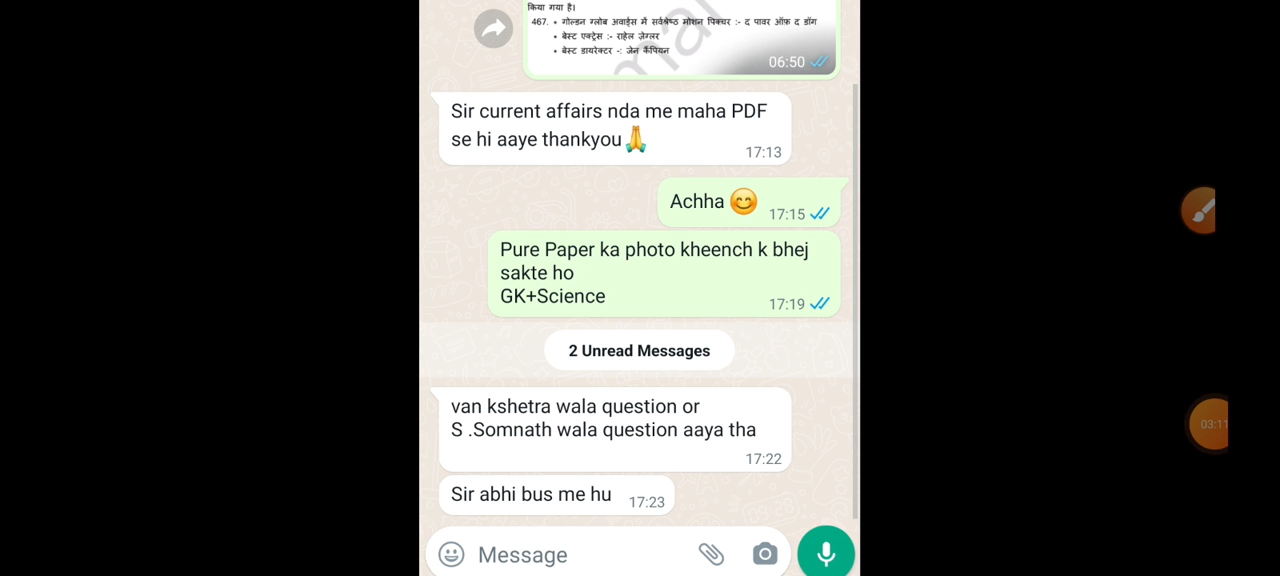 किया गया है।
467. • गोल्डन ग्लोब अवार्ड्स में सर्वश्रेष्ठ मोशन पिक्चर :- द पावर ऑफ़ द डॉग
• बेस्ट एक्ट्रेस :- राहेल ज़ेग्लर
• बेस्ट डायरेक्टर -: जेन कैंपियन
06:50
Sir current affairs nda me maha PDF
se hi aaye thankyou🙏
17:13
Achha 😊 17:15
Pure Paper ka photo kheench k bhej
sakte ho
GK+Science
17:19
2 Unread Messages
van kshetra wala question or
S .Somnath wala question aaya tha
17:22
Sir abhi bus me hu 17:23
Message